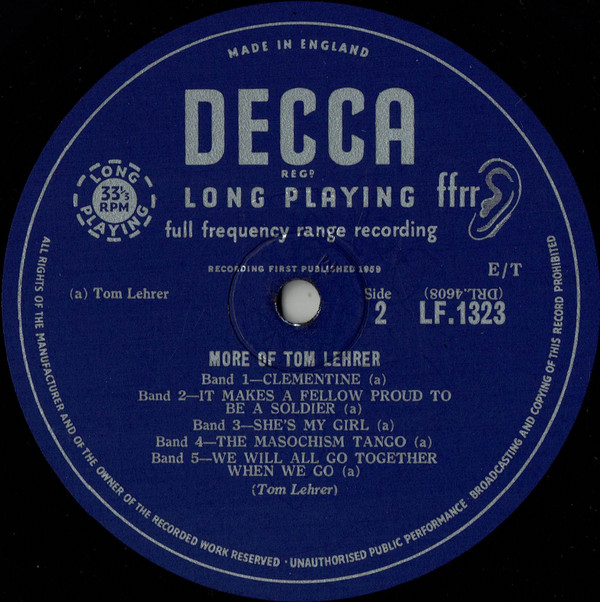 MADE IN ENGLAND
DECCA
REGD
LONG PLAYING
ffrr
full frequency range recording
LONG PLAYING
33⅓
RPM
RECORDING FIRST PUBLISHED 1959
E/T
(a) Tom Lehrer
Side
2
(DRL.4608)
LF.1323
MORE OF TOM LEHRER
Band 1—CLEMENTINE (a)
Band 2—IT MAKES A FELLOW PROUD TO
BE A SOLDIER (a)
Band 3—SHE'S MY GIRL (a)
Band 4—THE MASOCHISM TANGO (a)
Band 5—WE WILL ALL GO TOGETHER
WHEN WE GO (a)
(Tom Lehrer)
ALL RIGHTS OF THE MANUFACTURER AND OF THE OWNER OF THE RECORDED WORK RESERVED · UNAUTHORISED PUBLIC PERFORMANCE BROADCASTING AND COPYING OF THIS RECORD PROHIBITED